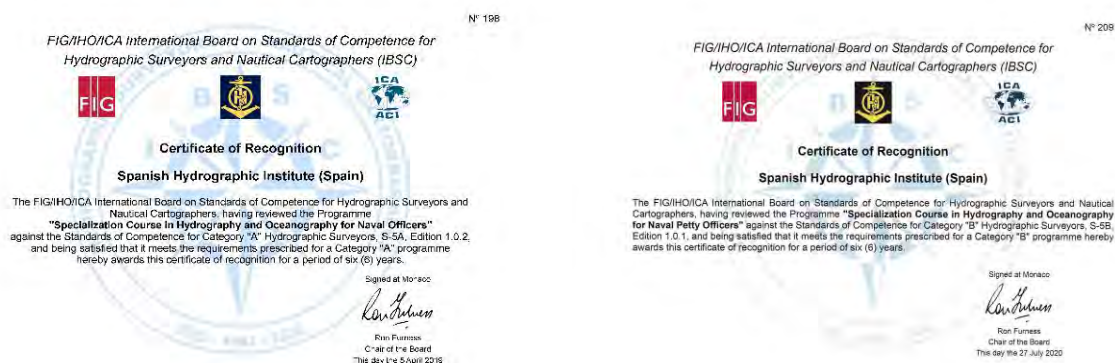 Nº 198
FIG/IHO/ICA International Board on Standards of Competence for
Hydrographic Surveyors and Nautical Cartographers (IBSC)
FIG
ICA
ACI
Certificate of Recognition
Spanish Hydrographic Institute (Spain)
The FIG/IHO/ICA International Board on Standards of Competence for Hydrographic Surveyors and
Nautical Cartographers, having reviewed the Programme
"Specialization Course in Hydrography and Oceanography for Naval Officers"
against the Standards of Competence for Category "A" Hydrographic Surveyors, S-5A, Edition 1.0.2,
and being satisfied that it meets the requirements prescribed for a Category "A" programme
hereby awards this certificate of recognition for a period of six (6) years.
Signed at Monaco
Ron Furness
Ron Furness
Chair of the Board
This day the 5 April 2019
Nº 209
FIG/IHO/ICA International Board on Standards of Competence for
Hydrographic Surveyors and Nautical Cartographers (IBSC)
FIG
ICA
ACI
Certificate of Recognition
Spanish Hydrographic Institute (Spain)
The FIG/IHO/ICA International Board on Standards of Competence for Hydrographic Surveyors and Nautical
Cartographers, having reviewed the Programme "Specialization Course in Hydrography and Oceanography
for Naval Petty Officers" against the Standards of Competence for Category "B" Hydrographic Surveyors, S-5B,
Edition 1.0.1, and being satisfied that it meets the requirements prescribed for a Category "B" programme hereby
awards this certificate of recognition for a period of six (6) years.
Signed at Monaco
Ron Furness
Ron Furness
Chair of the Board
This day the 27 July 2020